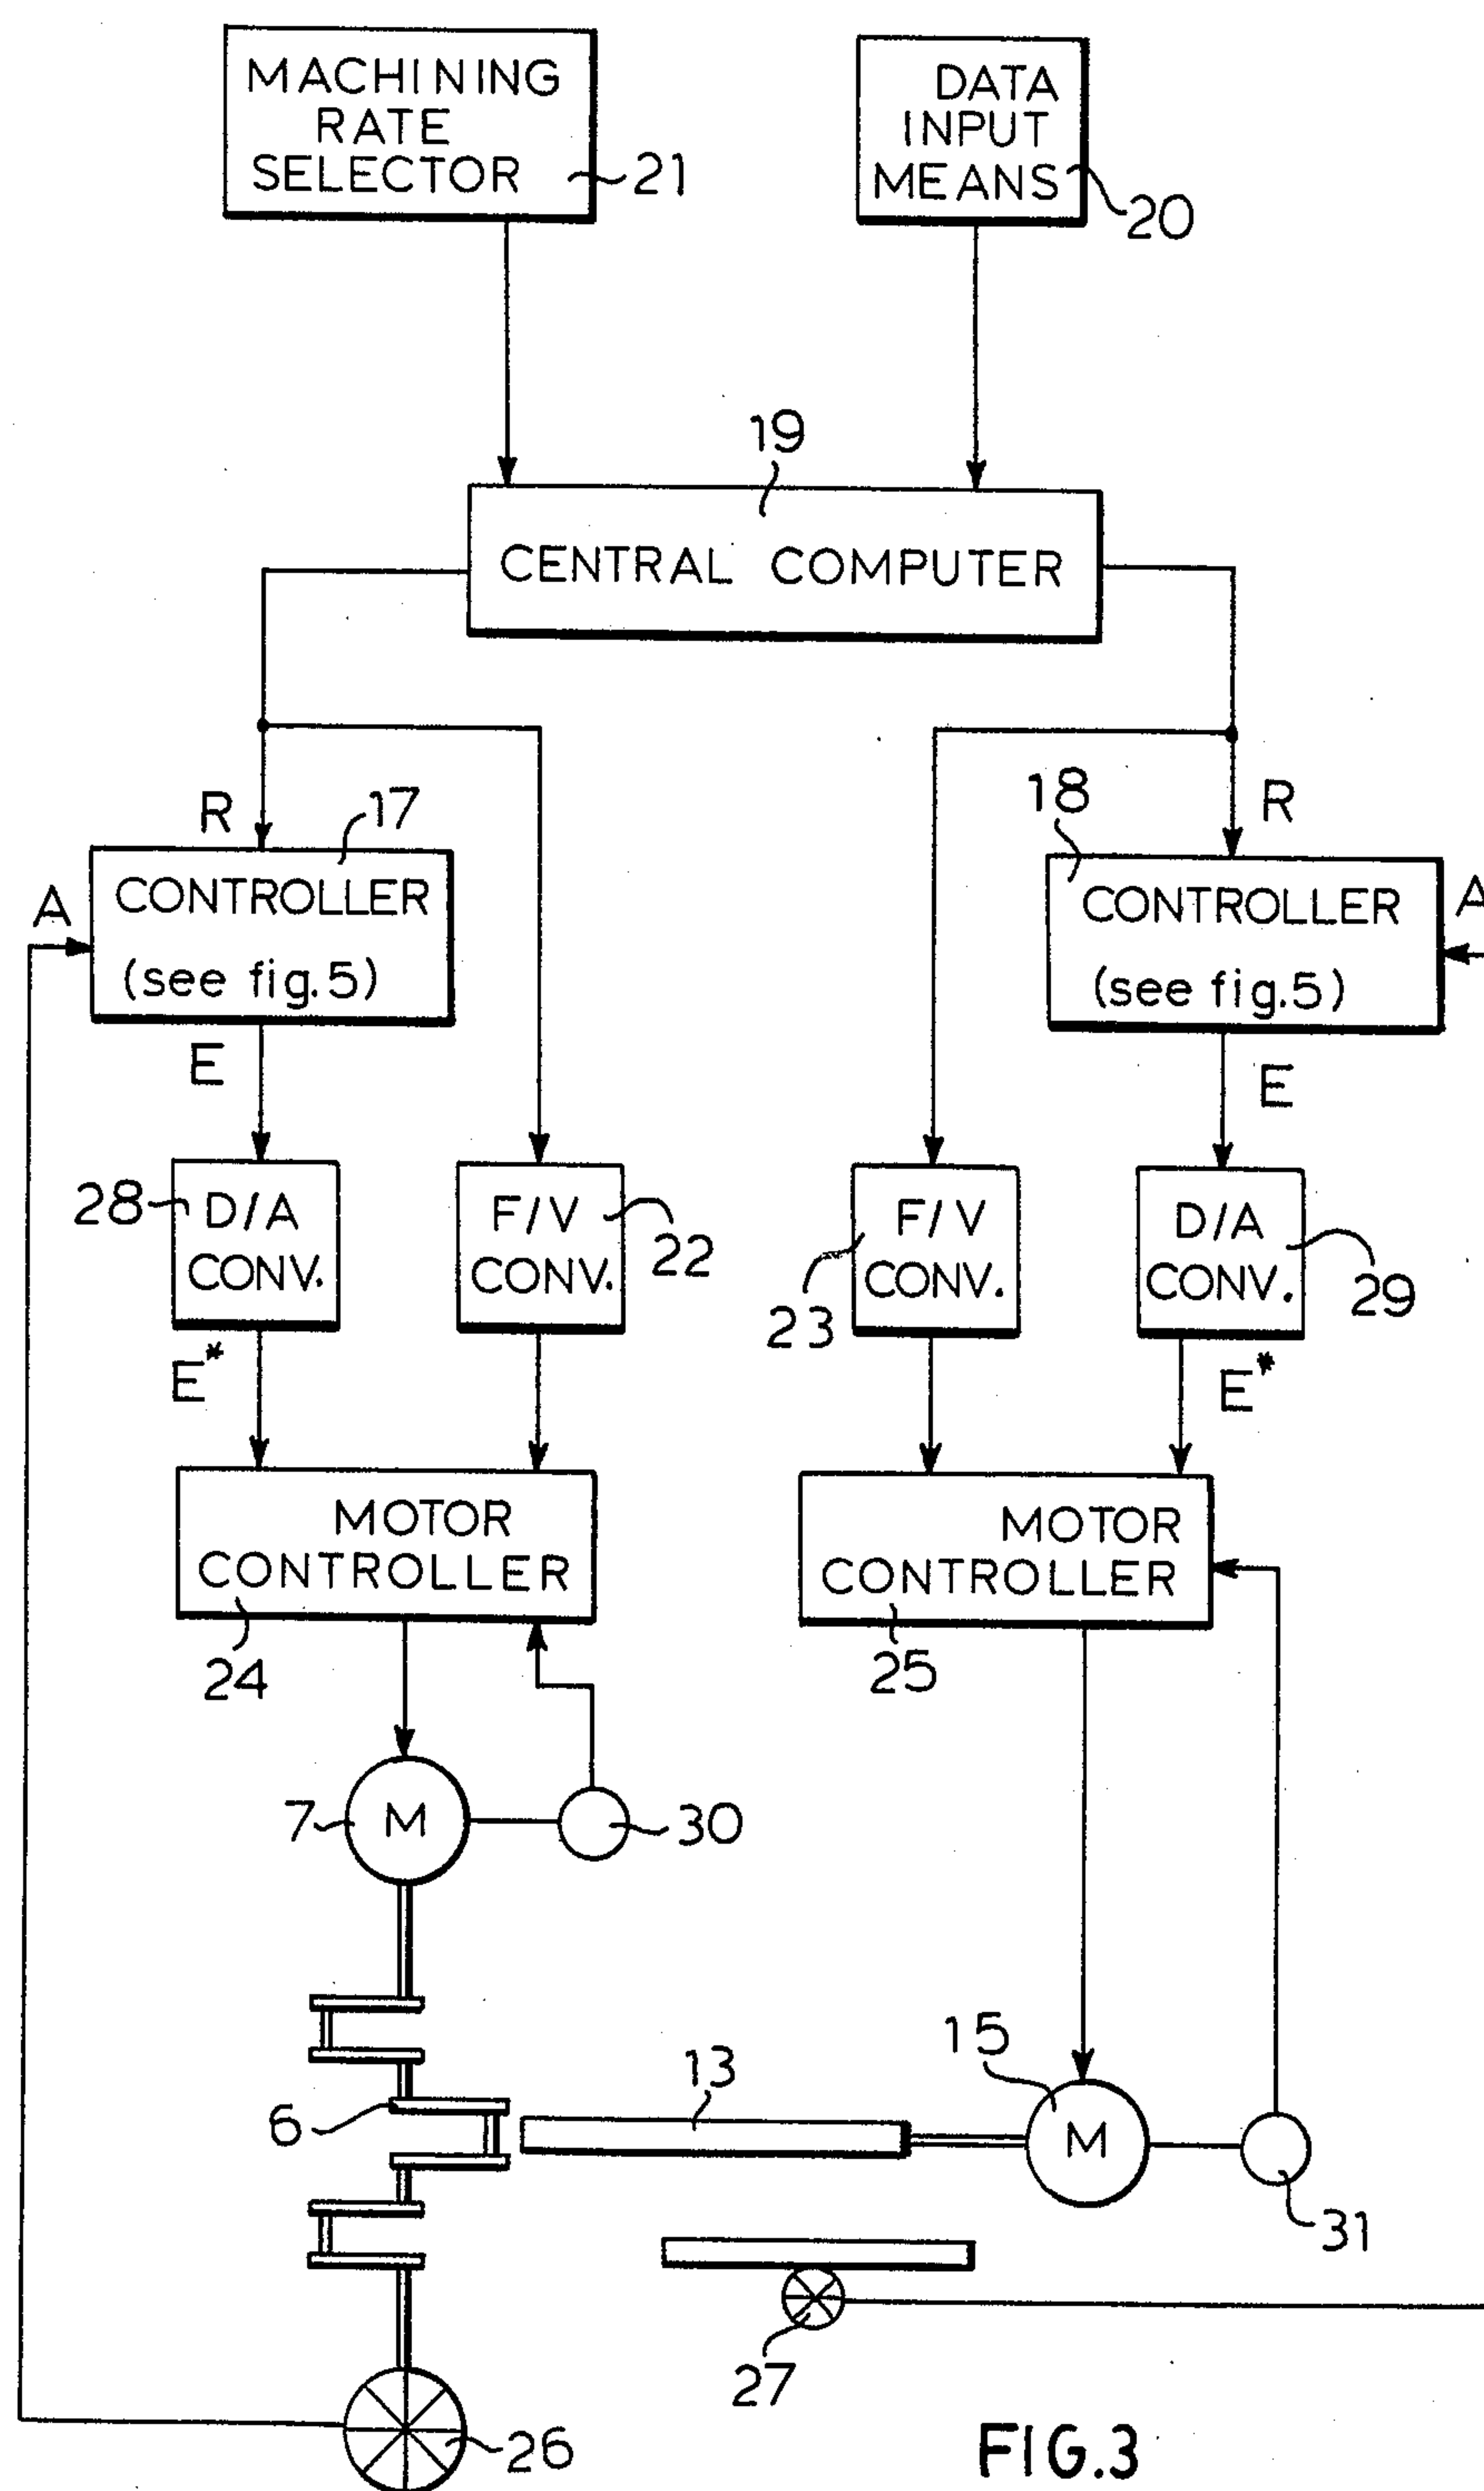 MACHINING
RATE
SELECTOR
21
DATA
INPUT
MEANS
20
19
CENTRAL COMPUTER
R
17
A
CONTROLLER
(see fig.5)
18
R
A
CONTROLLER
(see fig.5)
E
E
28
D/A
CONV.
F/V
CONV.
22
F/V
CONV.
23
D/A
CONV.
29
E*
E*
MOTOR
CONTROLLER
24
MOTOR
CONTROLLER
25
7
M
30
15
M
13
6
31
27
26
FIG.3